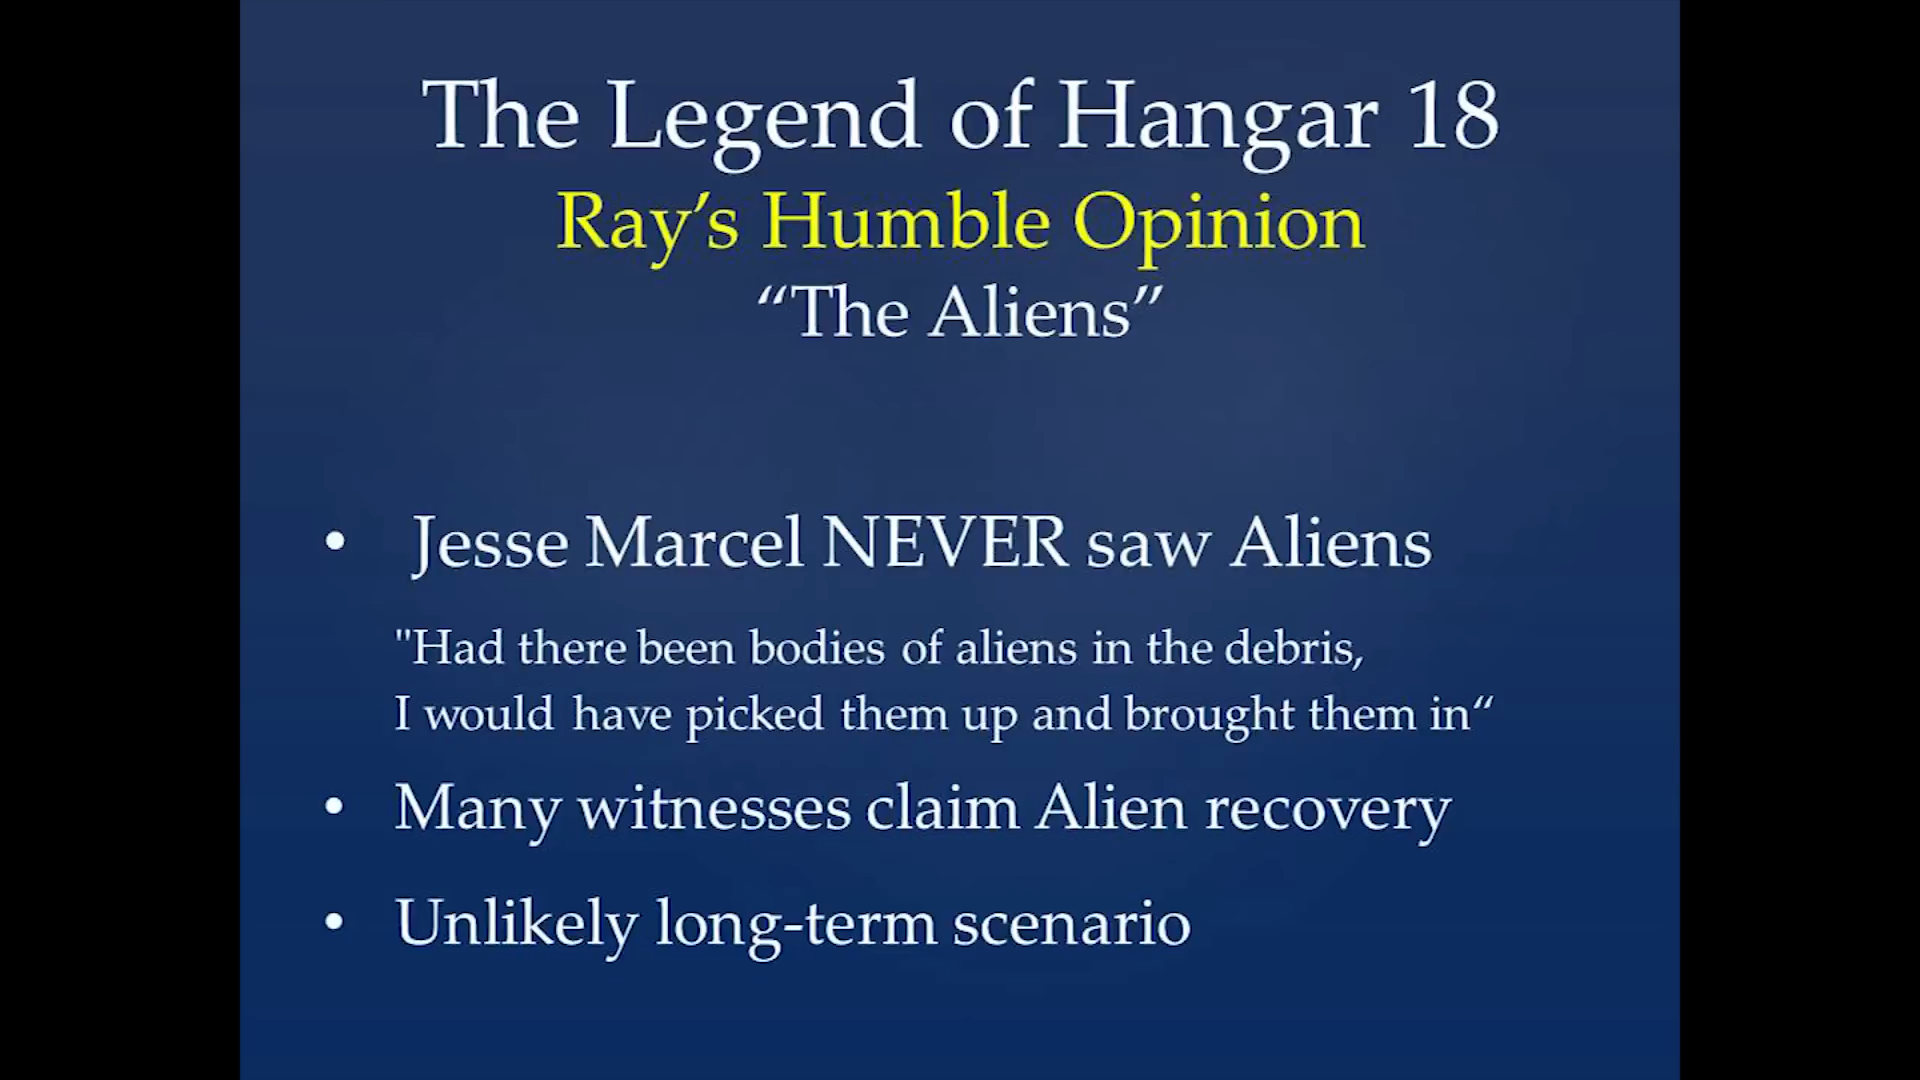 The Legend of Hangar 18
Ray’s Humble Opinion
“The Aliens”
• Jesse Marcel NEVER saw Aliens
"Had there been bodies of aliens in the debris,
I would have picked them up and brought them in“
• Many witnesses claim Alien recovery
• Unlikely long-term scenario